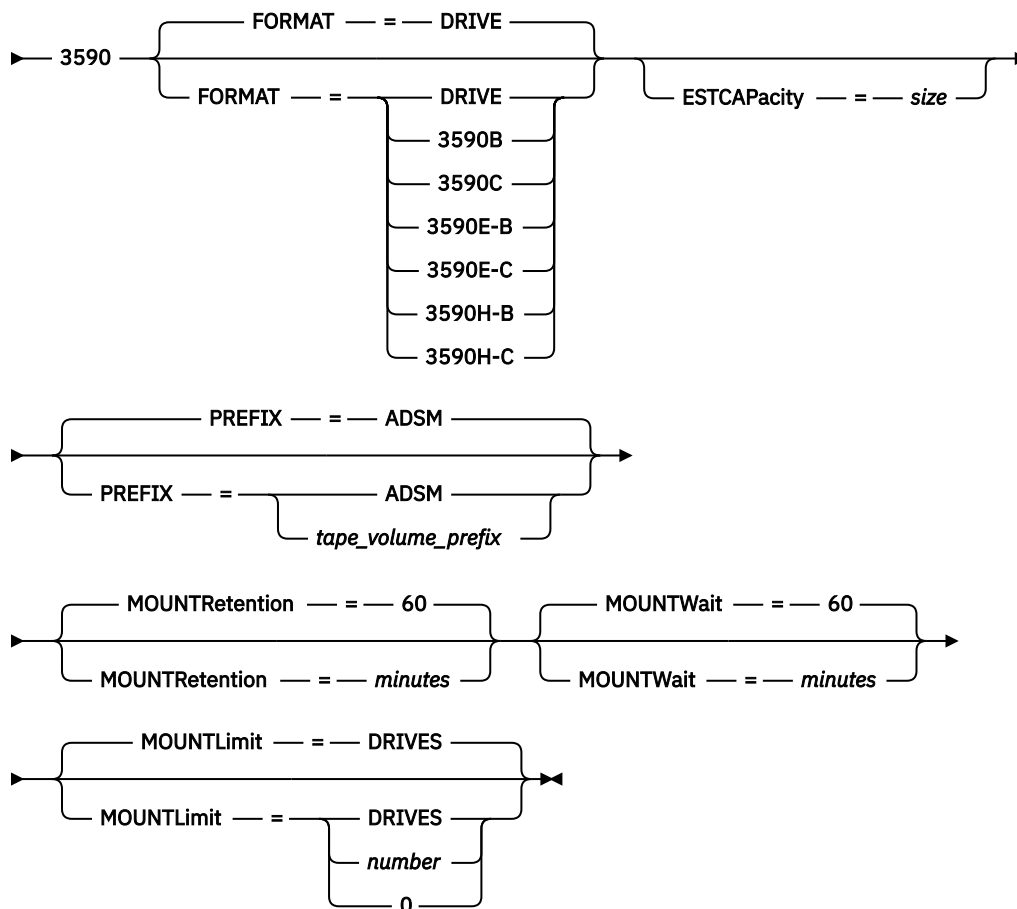 FORMAT = DRIVE
3590
FORMAT = DRIVE
ESTCAPacity = size
3590B
3590C
3590E-B
3590E-C
3590H-B
3590H-C
PREFIX = ADSM
PREFIX = ADSM
tape_volume_prefix
MOUNTRetention = 60 MOUNTWait = 60
MOUNTRetention = minutes MOUNTWait = minutes
MOUNTLimit = DRIVES
MOUNTLimit = DRIVES
number
0